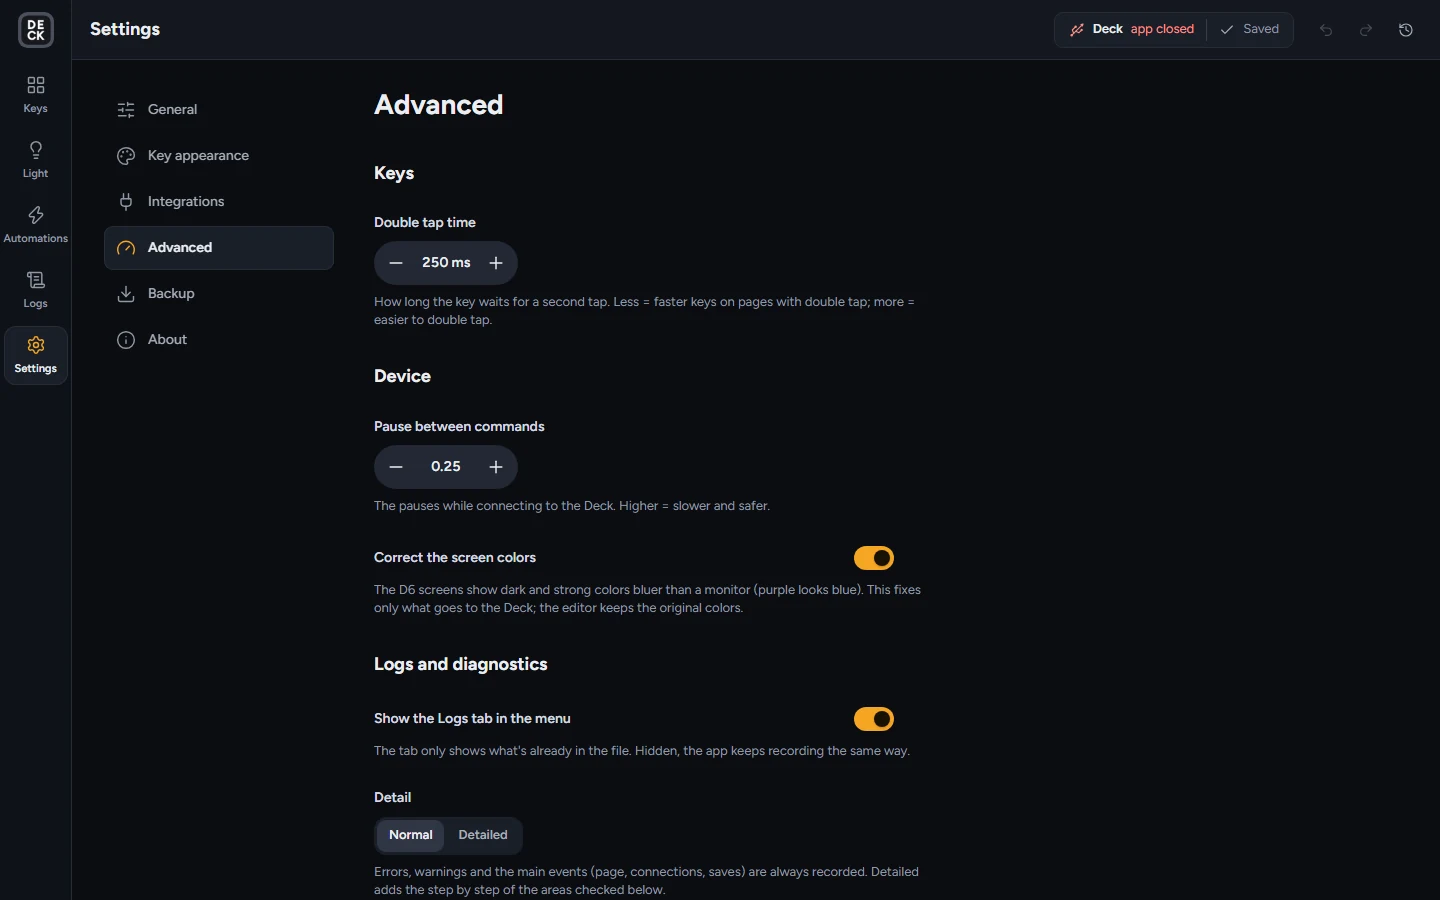 DE
CK
Settings
Deck app closed
Saved
Keys
Light
Automations
Logs
Settings
General
Key appearance
Integrations
Advanced
Backup
About
Advanced
Keys
Double tap time
250 ms
How long the key waits for a second tap. Less = faster keys on pages with double tap; more =
easier to double tap.
Device
Pause between commands
0.25
The pauses while connecting to the Deck. Higher = slower and safer.
Correct the screen colors
The D6 screens show dark and strong colors bluer than a monitor (purple looks blue). This fixes
only what goes to the Deck; the editor keeps the original colors.
Logs and diagnostics
Show the Logs tab in the menu
The tab only shows what's already in the file. Hidden, the app keeps recording the same way.
Detail
Normal
Detailed
Errors, warnings and the main events (page, connections, saves) are always recorded. Detailed
adds the step by step of the areas checked below.